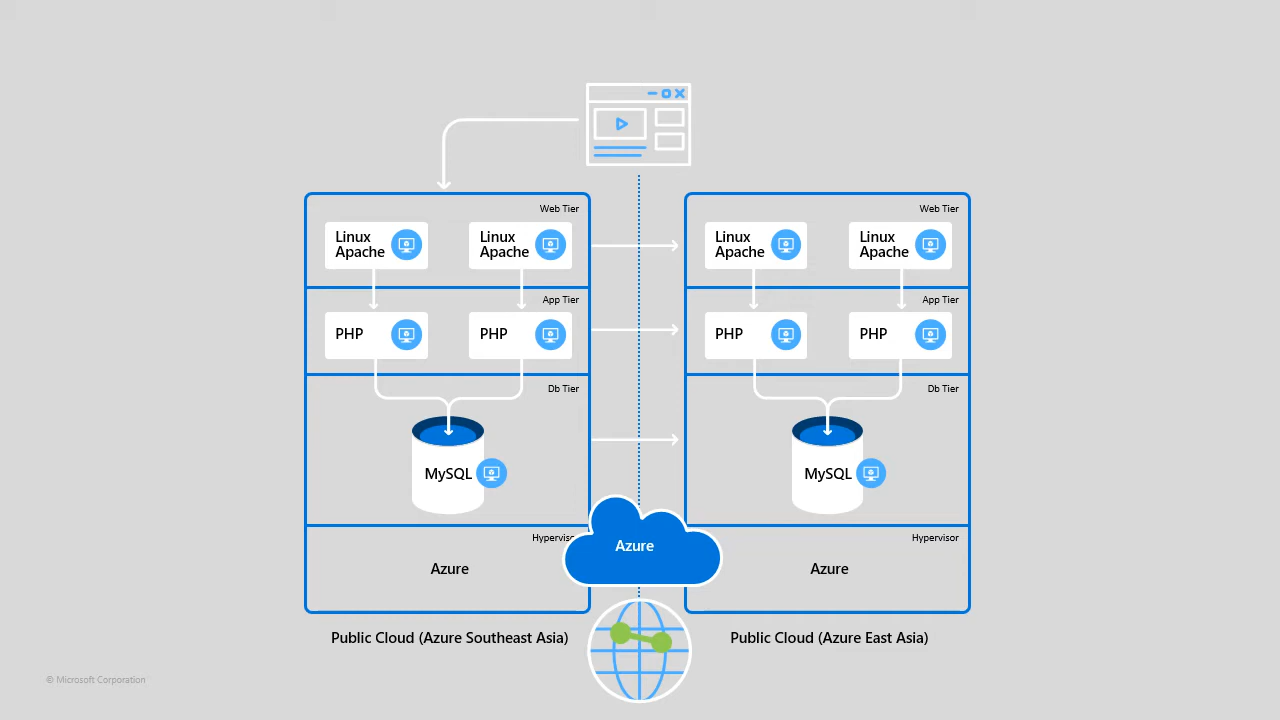 Web Tier
Linux
Apache
Linux
Apache
App Tier
PHP
PHP
Db Tier
MySQL
Hyperviso
Azure
Public Cloud (Azure Southeast Asia)
Azure
Web Tier
Linux
Apache
Linux
Apache
App Tier
PHP
PHP
Db Tier
MySQL
Hypervisor
Azure
Public Cloud (Azure East Asia)
© Microsoft Corporation